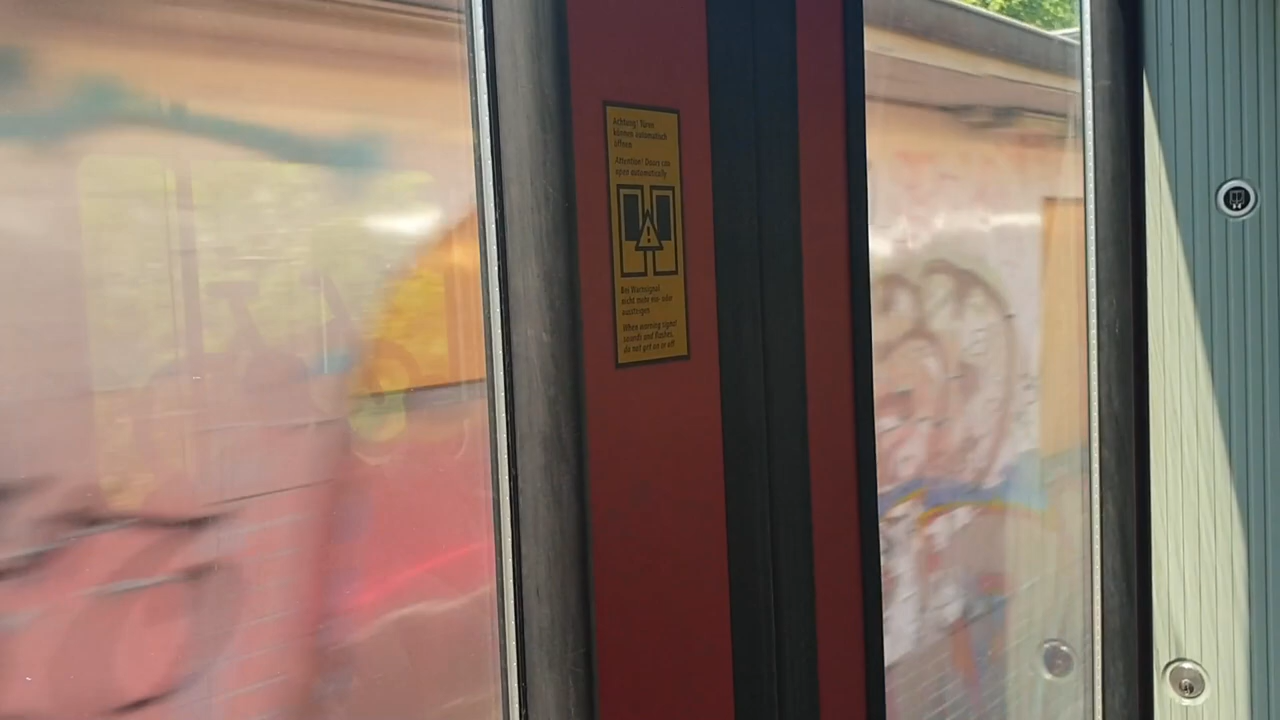 Achtung! Türen
können automatisch
öffnen
Attention! Doors can
open automatically
Bei Warnsignal
nicht mehr ein- oder
aussteigen
When warning signal
sounds and flashes,
do not get on or off